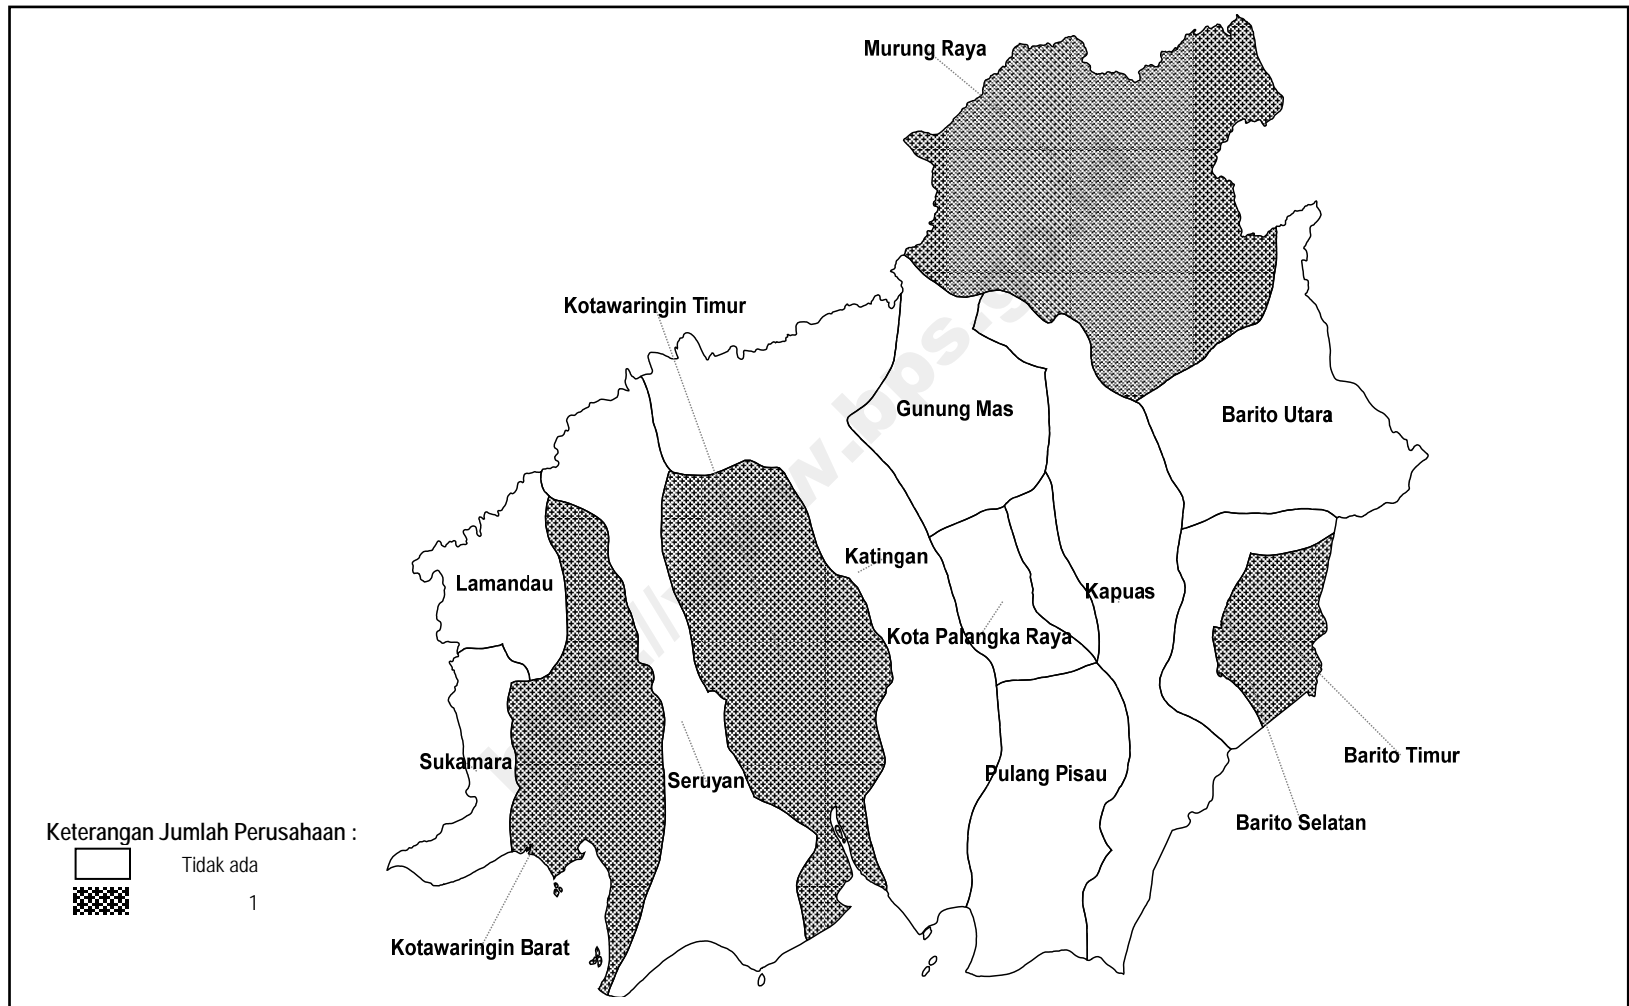 Murung Raya
Kotawaringin Timur
Gunung Mas
Barito Utara
Katingan
Lamandau
Kapuas
Kota Palangka Raya
Sukamara
Seruyan
Pulang Pisau
Barito Timur
Barito Selatan
Keterangan Jumlah Perusahaan :
Tidak ada
1
Kotawaringin Barat